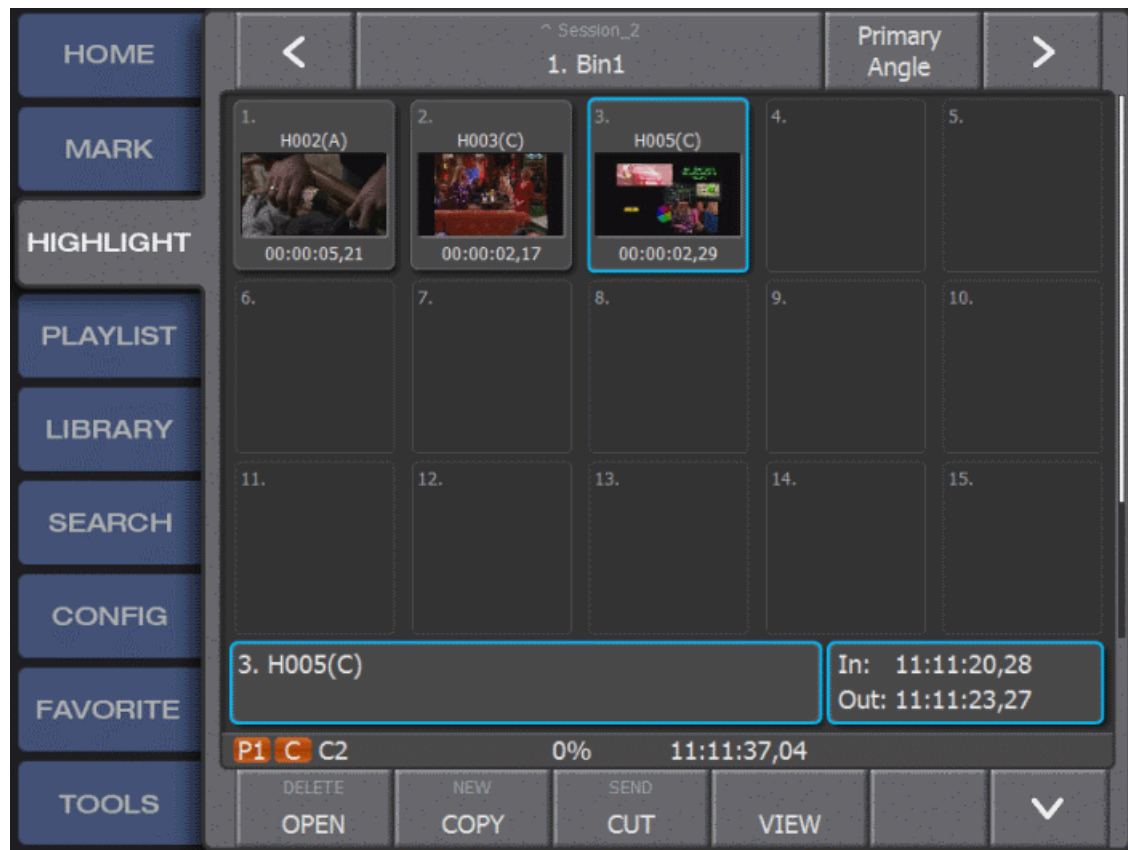 HOME
MARK
HIGHLIGHT
PLAYLIST
LIBRARY
SEARCH
CONFIG
FAVORITE
TOOLS
<
^ Session_2
1. Bin1
Primary
Angle
>
1.
H002(A)
00:00:05,21
2.
H003(C)
00:00:02,17
3.
H005(C)
00:00:02,29
4.
5.
6.
7.
8.
9.
10.
11.
12.
13.
14.
15.
3. H005(C)
In: 11:11:20,28
Out: 11:11:23,27
P1 C C2 0% 11:11:37,04
DELETE
OPEN
NEW
COPY
SEND
CUT
VIEW